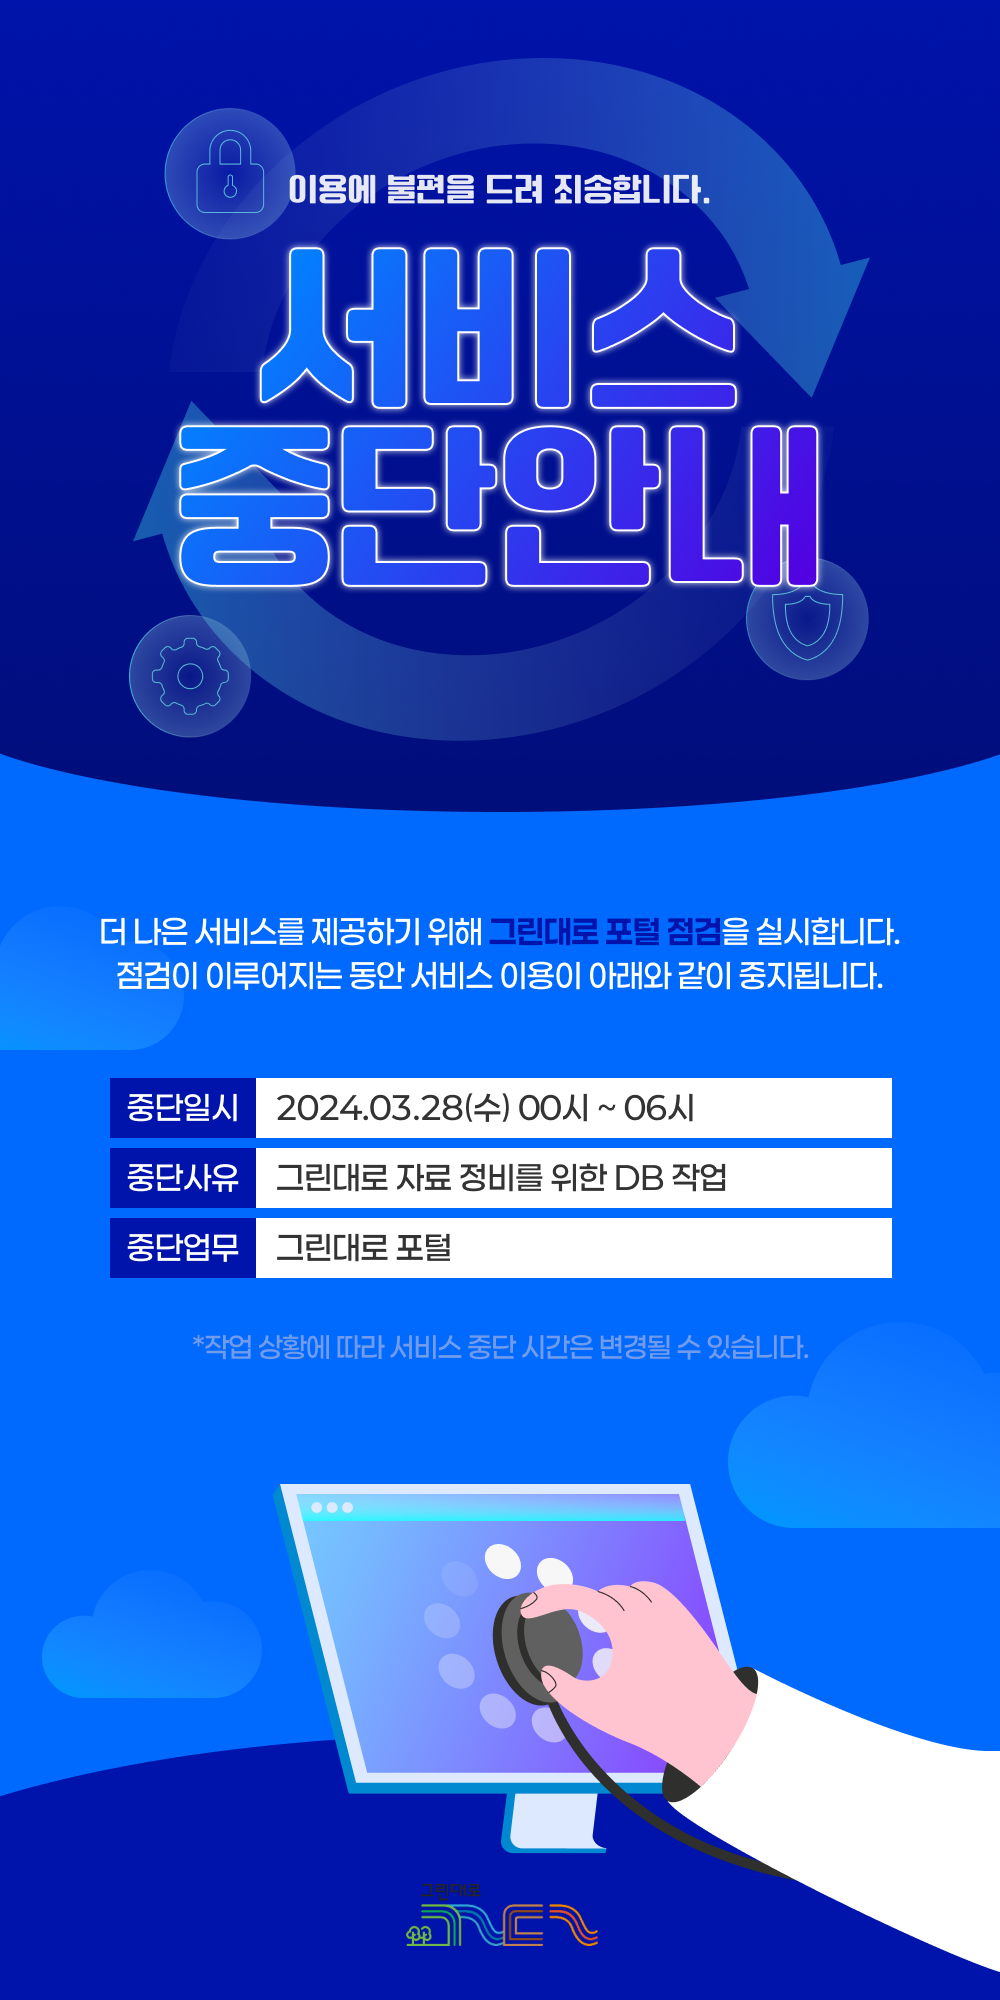 이용에 불편을 드려 죄송합니다.
서비스
중단안내
더 나은 서비스를 제공하기 위해 그린대로 포털 점검을 실시합니다.
점검이 이루어지는 동안 서비스 이용이 아래와 같이 중지됩니다.
중단일시 2024.03.28(수) 00시 ~ 06시
중단사유 그린대로 자료 정비를 위한 DB 작업
중단업무 그린대로 포털
*작업 상황에 따라 서비스 중단 시간은 변경될 수 있습니다.
그린대로